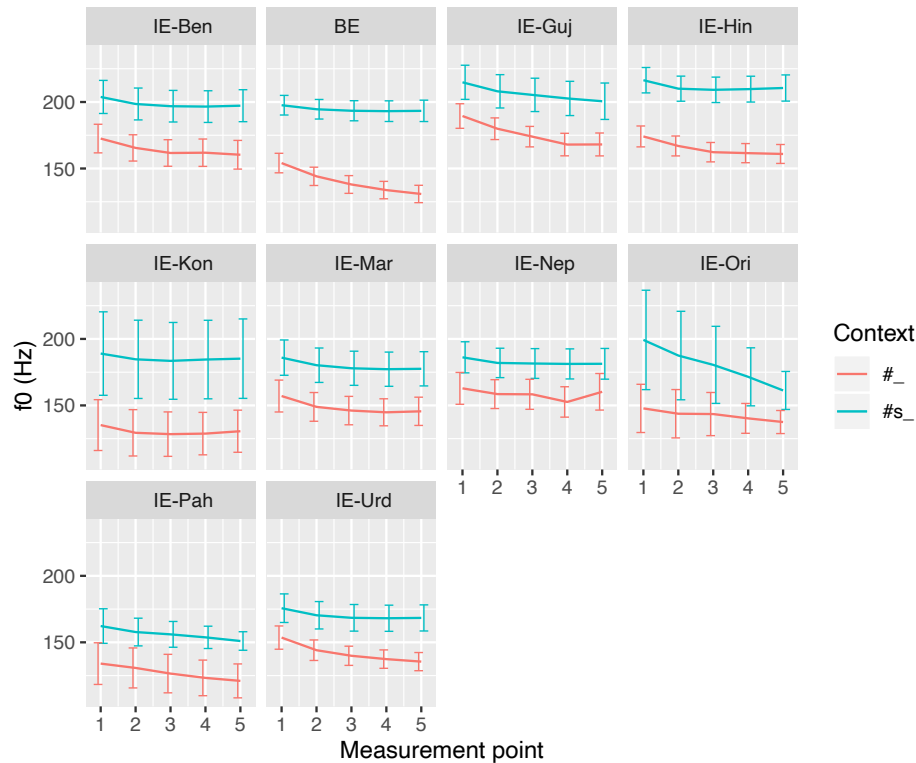 IE-Ben BE IE-Guj IE-Hin
200
150
IE-Kon IE-Mar IE-Nep IE-Ori
200
150
1 2 3 4 5 1 2 3 4 5
IE-Pah IE-Urd
200
150
1 2 3 4 5 1 2 3 4 5
Measurement point
f0 (Hz)
Context
#_
#s_